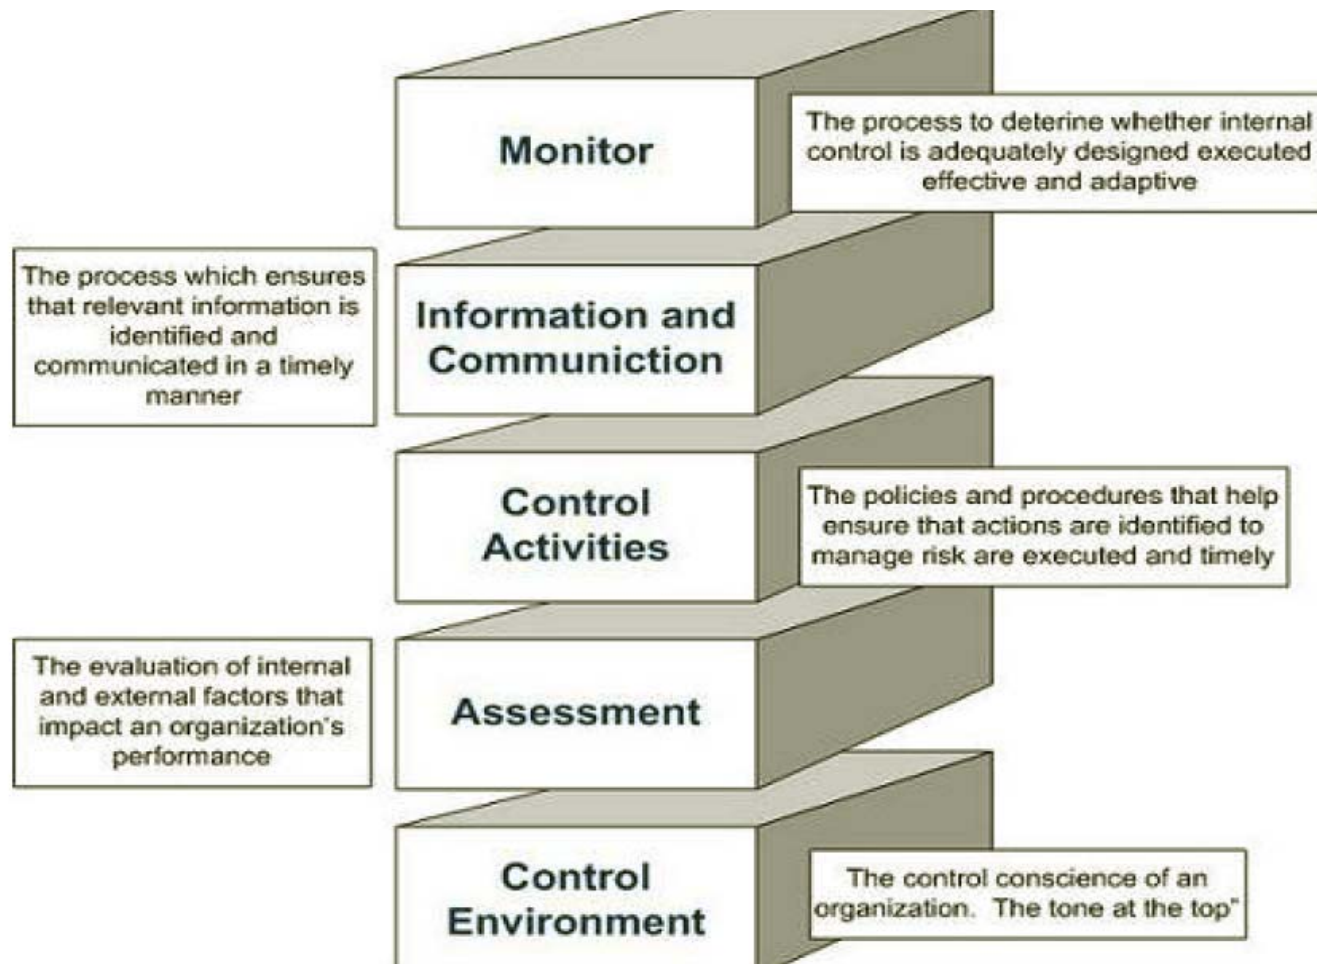 Monitor
The process to deterine whether internal
control is adequately designed executed
effective and adaptive
The process which ensures
that relevant information is
identified and
communicated in a timely
manner
Information and
Communiction
Control
Activities
The policies and procedures that help
ensure that actions are identified to
manage risk are executed and timely
The evaluation of internal
and external factors that
impact an organization's
performance
Assessment
Control
Environment
The control conscience of an
organization. The tone at the top"